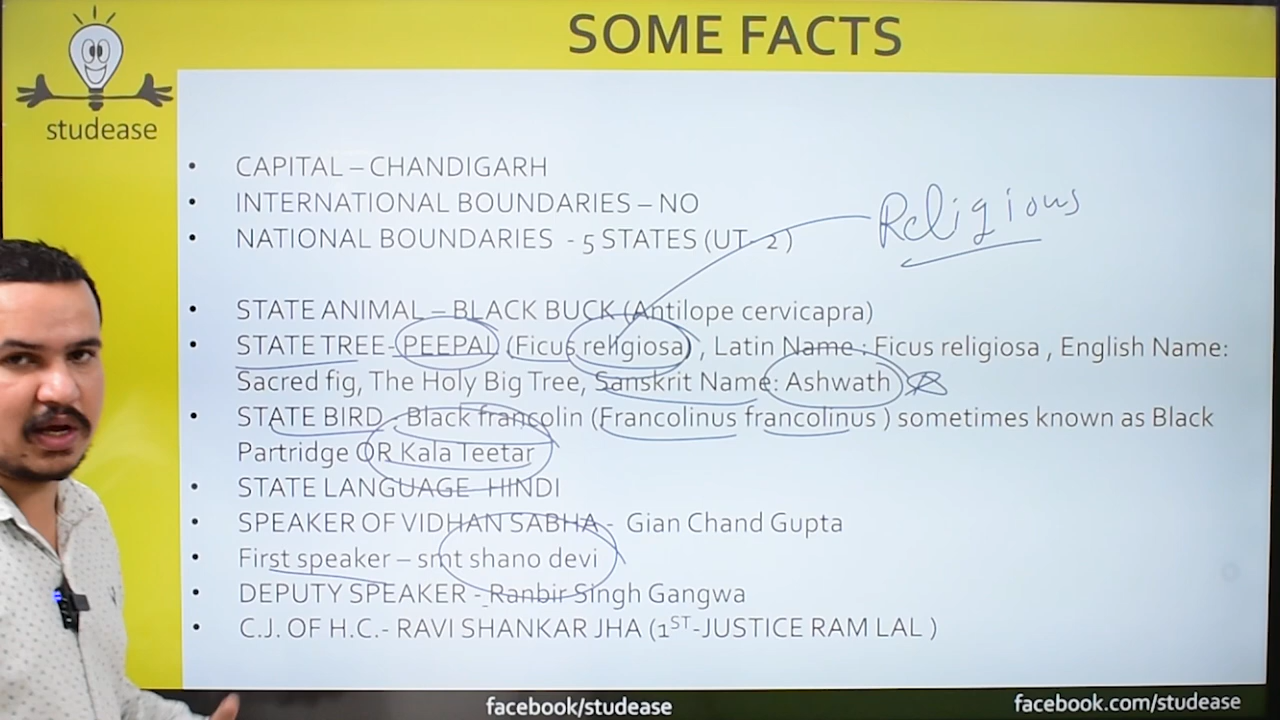 SOME FACTS
studease
• CAPITAL – CHANDIGARH
• INTERNATIONAL BOUNDARIES – NO
Religious
• NATIONAL BOUNDARIES - 5 STATES (UT- 2 )
• STATE ANIMAL – BLACK BUCK (Antilope cervicapra)
• STATE TREE- PEEPAL (Ficus religiosa) , Latin Name : Ficus religiosa , English Name:
Sacred fig, The Holy Big Tree, Sanskrit Name: Ashwath
• STATE BIRD - Black francolin (Francolinus francolinus ) sometimes known as Black
Partridge OR Kala Teetar
• STATE LANGUAGE- HINDI
• SPEAKER OF VIDHAN SABHA - Gian Chand Gupta
• First speaker – smt shano devi
• DEPUTY SPEAKER - Ranbir Singh Gangwa
• C.J. OF H.C.- RAVI SHANKAR JHA (1ST-JUSTICE RAM LAL )
facebook/studease
facebook.com/studease